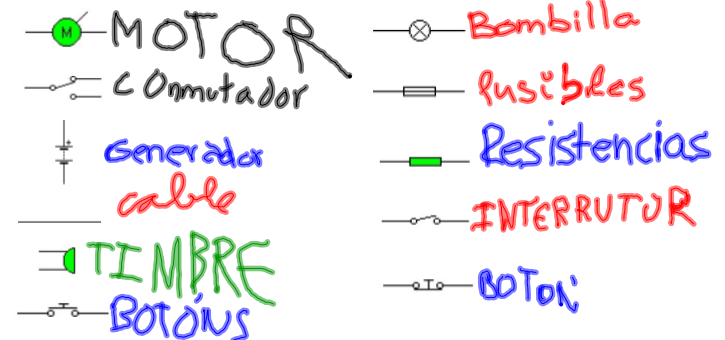 M
MOTOR
Conmutador
Generador
cable
TIMBRE
BOTÓNS
Bombilla
fusibles
Resistencias
INTERRUTUR
BOTON